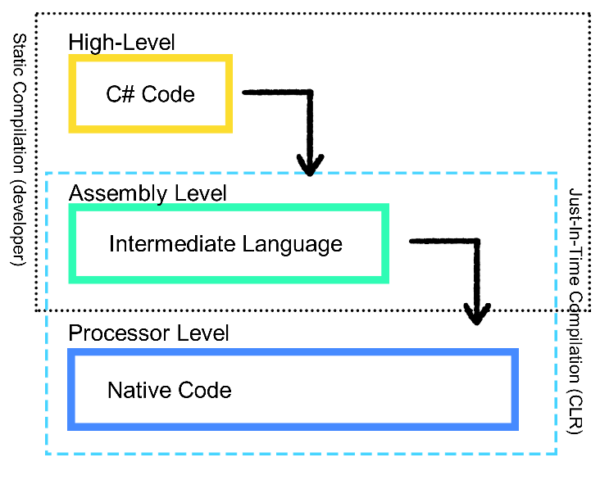 High-Level
C# Code
Static Compilation (developer)
Assembly Level
Intermediate Language
Just-In-Time Compilation (CLR)
Processor Level
Native Code